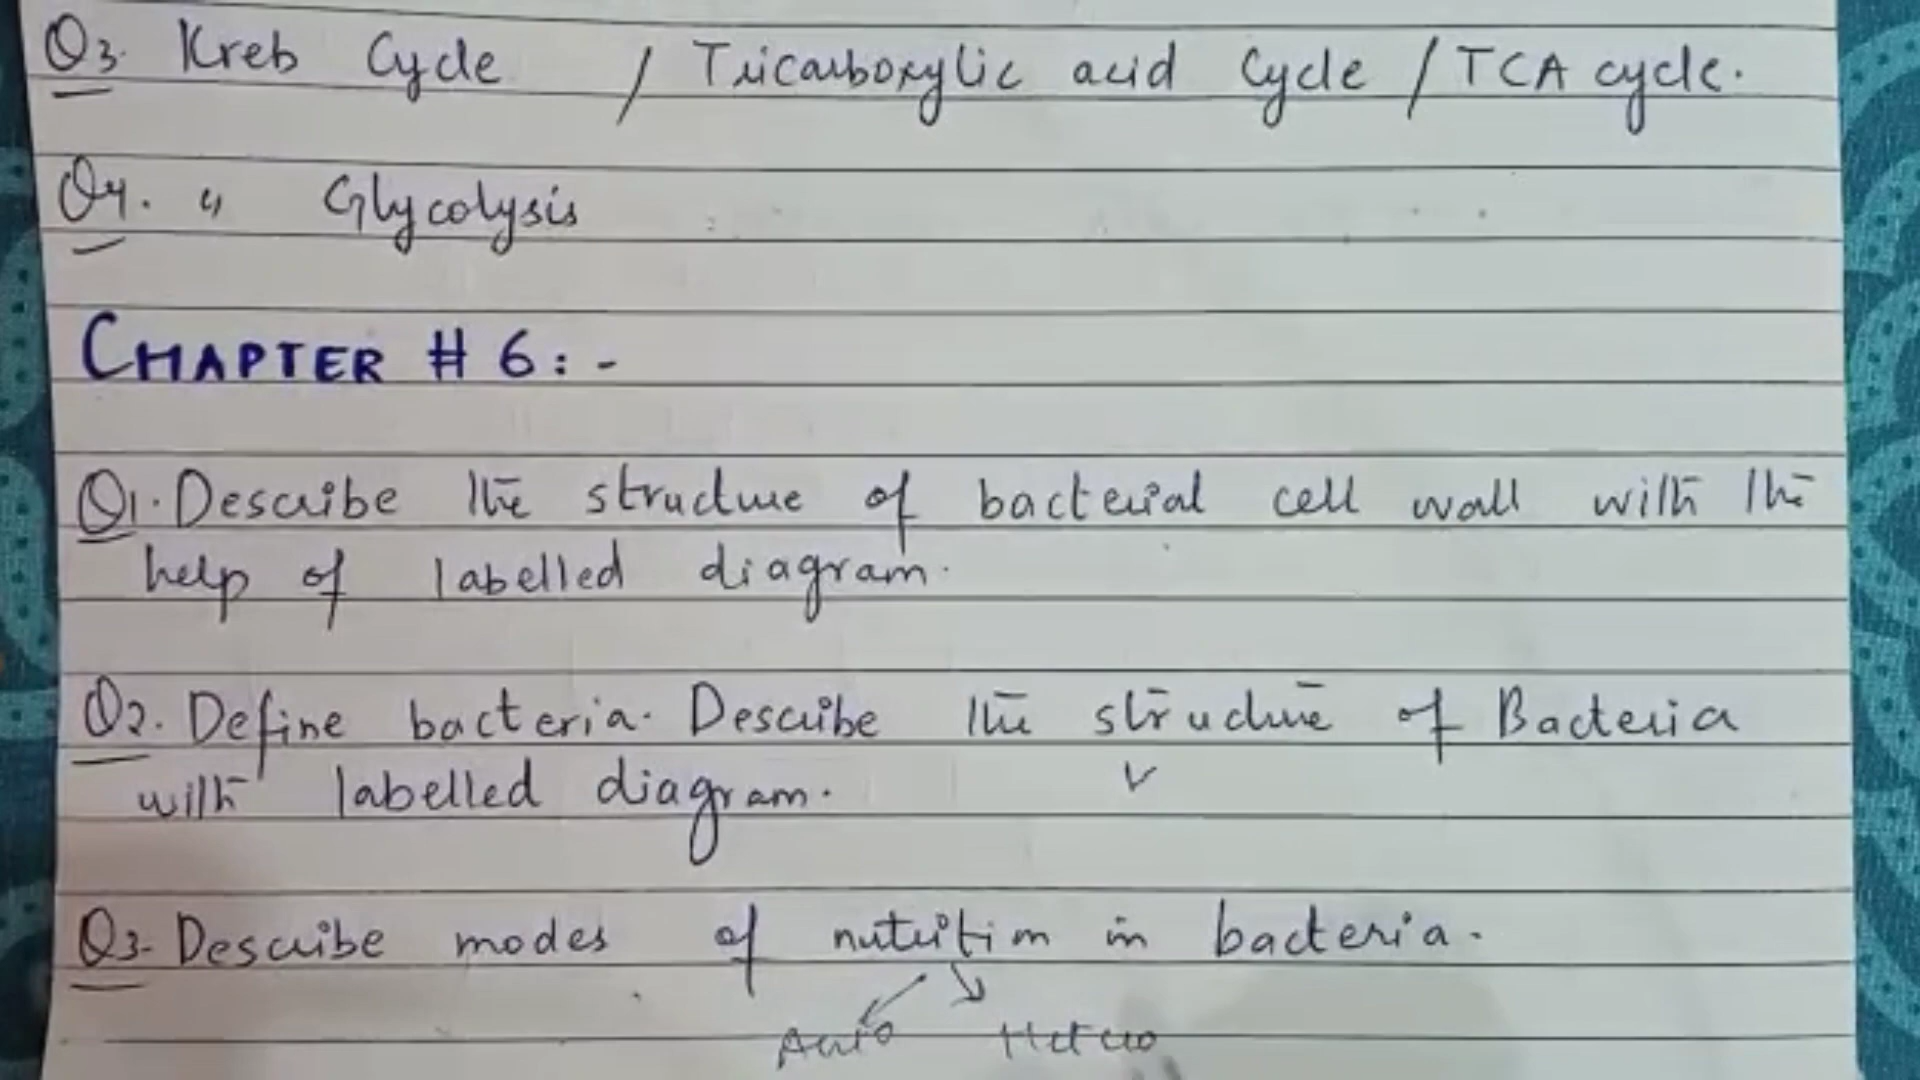 Q3. Kreb Cycle / Tricarboxylic acid Cycle / TCA cycle.
Q4. " Glycolysis
CHAPTER # 6:-
Q1. Describe the structure of bacterial cell wall with the
help of labelled diagram.
Q2. Define bacteria. Describe the structure of Bacteria
with labelled diagram.
Q3- Describe modes of nutrition in bacteria.
Auto Hetero